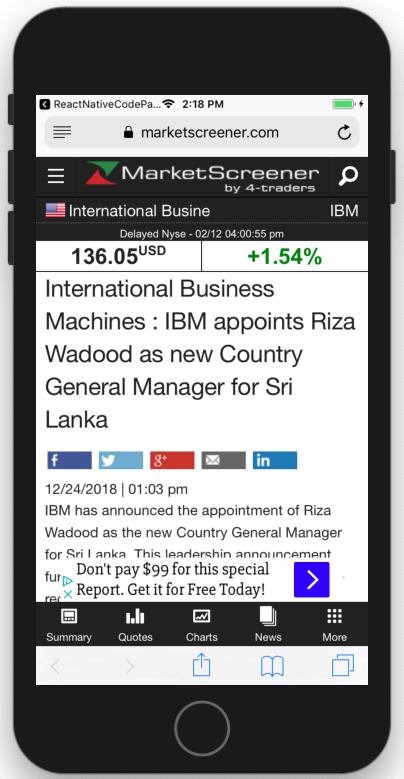 ReactNativeCodePa... 2:18 PM
marketscreener.com
MarketScreener
by 4-traders
International Busine IBM
Delayed Nyse - 02/12 04:00:55 pm
136.05USD +1.54%
International Business
Machines : IBM appoints Riza
Wadood as new Country
General Manager for Sri
Lanka
f g+ in
12/24/2018 | 01:03 pm
IBM has announced the appointment of Riza
Wadood as the new Country General Manager
for Sri Lanka. This leadership announcement
Don't pay $99 for this special
Report. Get it for Free Today!
Summary Quotes Charts News More